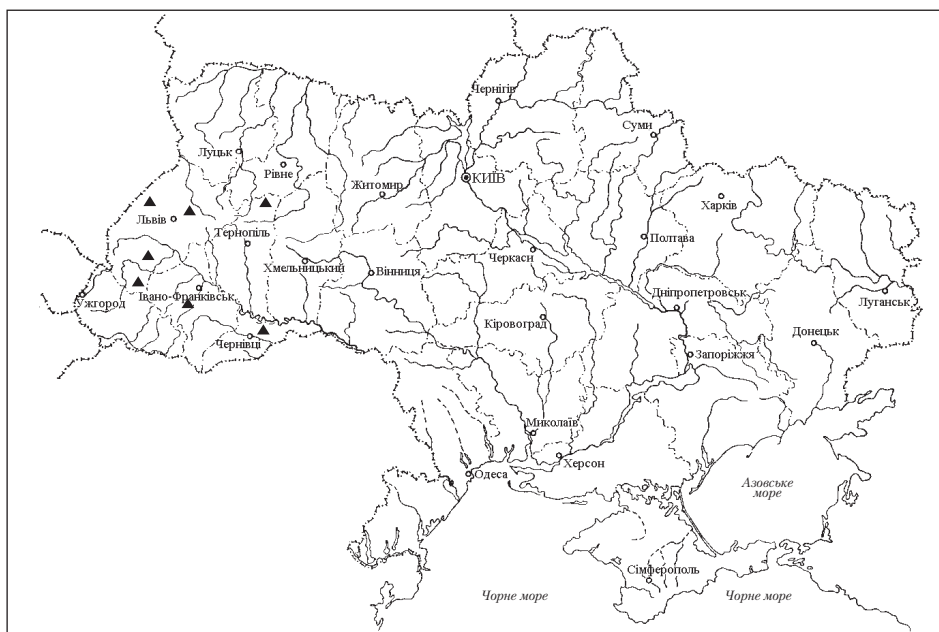 Чернігів
Суми
Луцьк
Рівне
КИЇВ
Житомир
Харків
Львів
Тернопіль
Полтава
Черкаси
Хмельницький
Вінниця
Ужгород
Івано-Франківськ
Дніпропетровськ
Луганськ
Кіровоград
Донецьк
Чернівці
Запоріжжя
Миколаїв
Херсон
Одеса
Азовське
море
Сімферополь
Чорне море
Чорне море